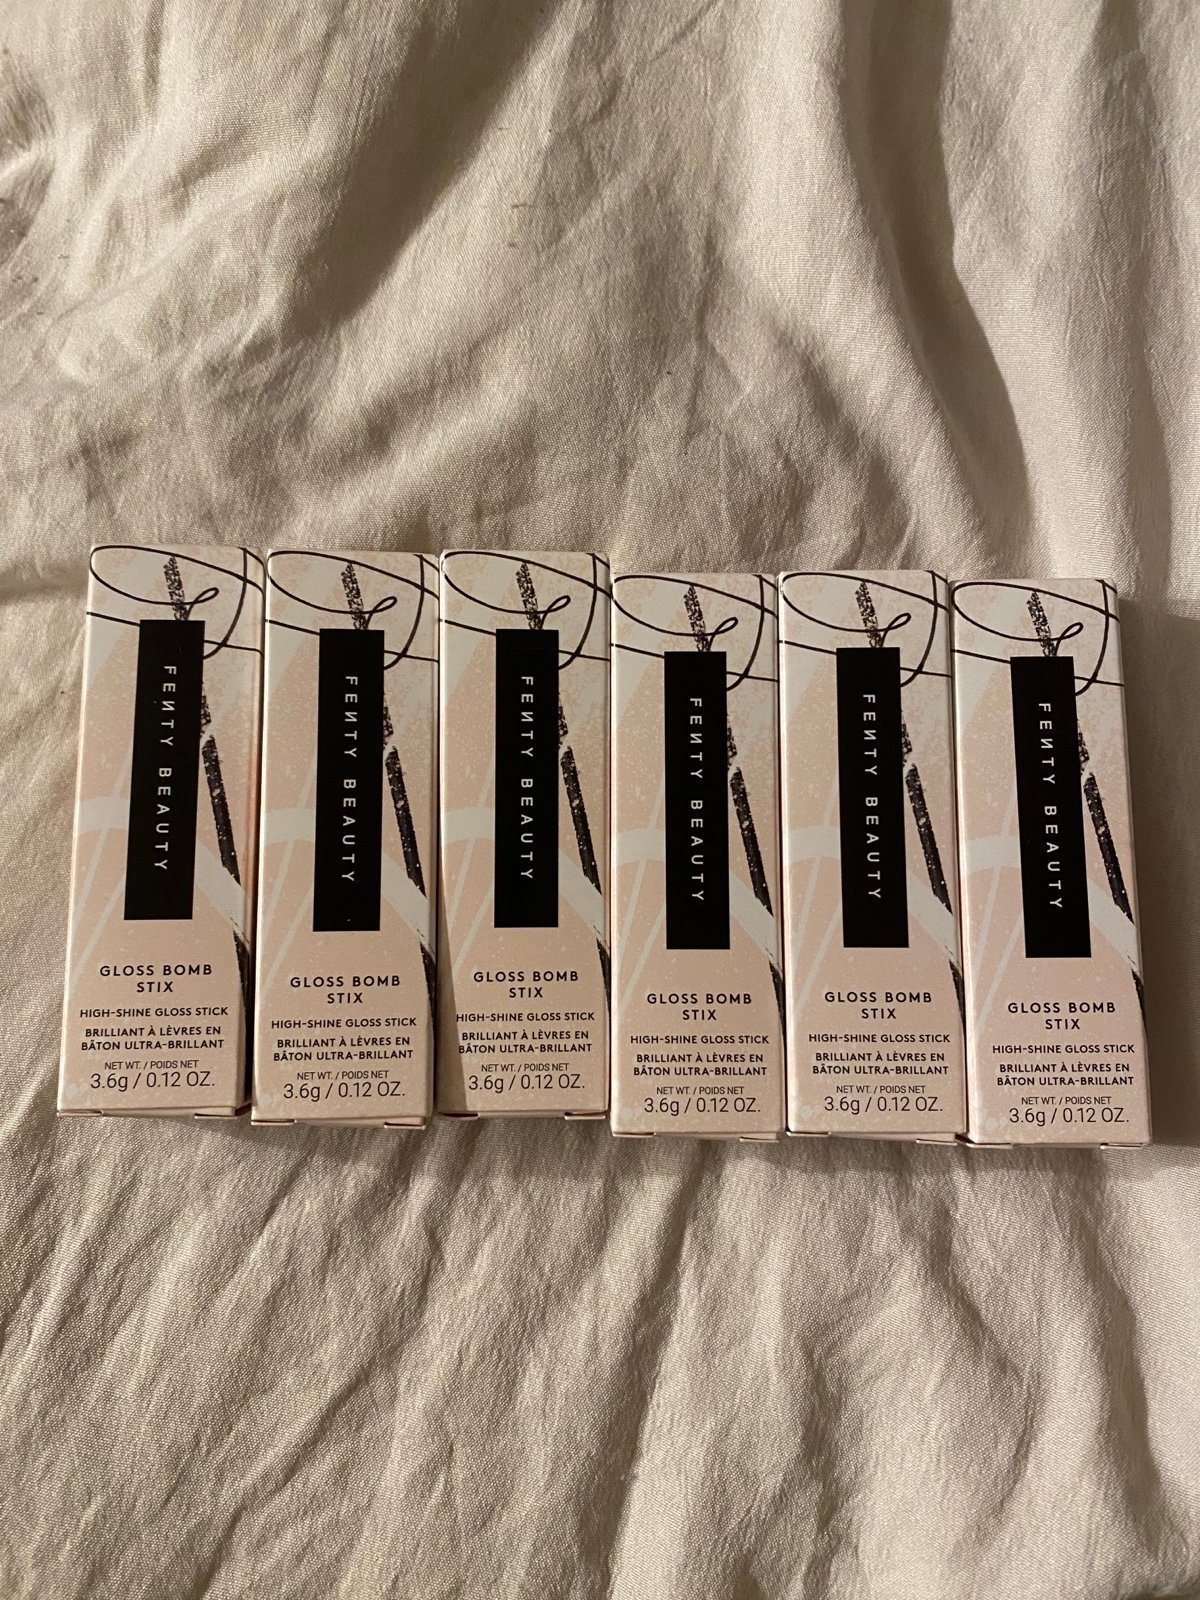 FENTY BEAUTY
GLOSS BOMB
STIX
HIGH-SHINE GLOSS STICK
BRILLIANT À LÈVRES EN
BÂTON ULTRA-BRILLANT
NET WT. / POIDS NET
3.6g / 0.12 OZ.
FENTY BEAUTY
GLOSS BOMB
STIX
HIGH-SHINE GLOSS STICK
BRILLIANT À LÈVRES EN
BÂTON ULTRA-BRILLANT
NET WT. / POIDS NET
3.6g / 0.12 OZ.
FENTY BEAUTY
GLOSS BOMB
STIX
HIGH-SHINE GLOSS STICK
BRILLIANT À LÈVRES EN
BÂTON ULTRA-BRILLANT
NET WT. / POIDS NET
3.6g / 0.12 OZ.
FENTY BEAUTY
GLOSS BOMB
STIX
HIGH-SHINE GLOSS STICK
BRILLIANT À LÈVRES EN
BÂTON ULTRA-BRILLANT
NET WT. / POIDS NET
3.6g / 0.12 OZ.
FENTY BEAUTY
GLOSS BOMB
STIX
HIGH-SHINE GLOSS STICK
BRILLIANT À LÈVRES EN
BÂTON ULTRA-BRILLANT
NET WT. / POIDS NET
3.6g / 0.12 OZ.
FENTY BEAUTY
GLOSS BOMB
STIX
HIGH-SHINE GLOSS STICK
BRILLIANT À LÈVRES EN
BÂTON ULTRA-BRILLANT
NET WT. / POIDS NET
3.6g / 0.12 OZ.